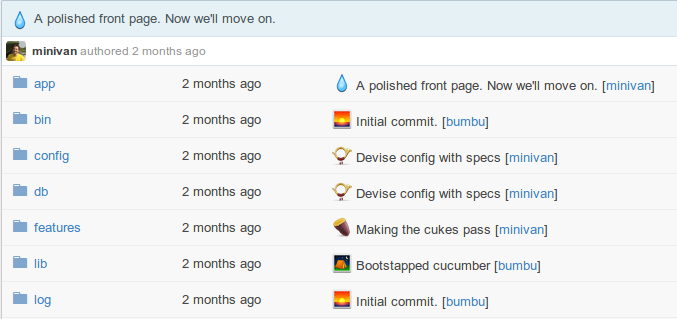 A polished front page. Now we'll move on.
minivan authored 2 months ago
app 2 months ago A polished front page. Now we'll move on. [minivan]
bin 2 months ago Initial commit. [bumbu]
config 2 months ago Devise config with specs [minivan]
db 2 months ago Devise config with specs [minivan]
features 2 months ago Making the cukes pass [minivan]
lib 2 months ago Bootstapped cucumber [bumbu]
log 2 months ago Initial commit. [bumbu]